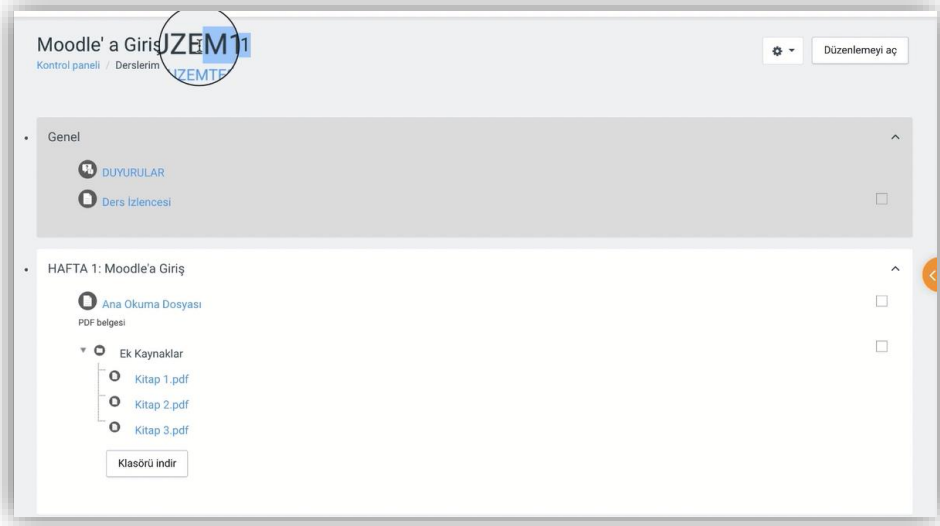 Moodle' a Giriş
Düzenlemeyi aç
Kontrol paneli / Derslerim
Genel
DUYURULAR
Ders İzlencesi
HAFTA 1: Moodle'a Giriş
Ana Okuma Dosyası
PDF belgesi
Ek Kaynaklar
Kitap 1.pdf
Kitap 2.pdf
Kitap 3.pdf
Klasörü indir